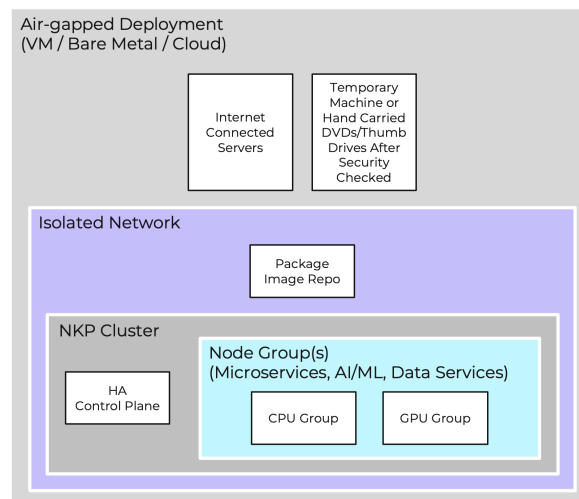 Air-gapped Deployment
(VM / Bare Metal / Cloud)
Internet
Connected
Servers
Temporary
Machine or
Hand Carried
DVDs/Thumb
Drives After
Security
Checked
Isolated Network
Package
Image Repo
NKP Cluster
Node Group(s)
(Microservices, AI/ML, Data Services)
HA
Control Plane
CPU Group
GPU Group